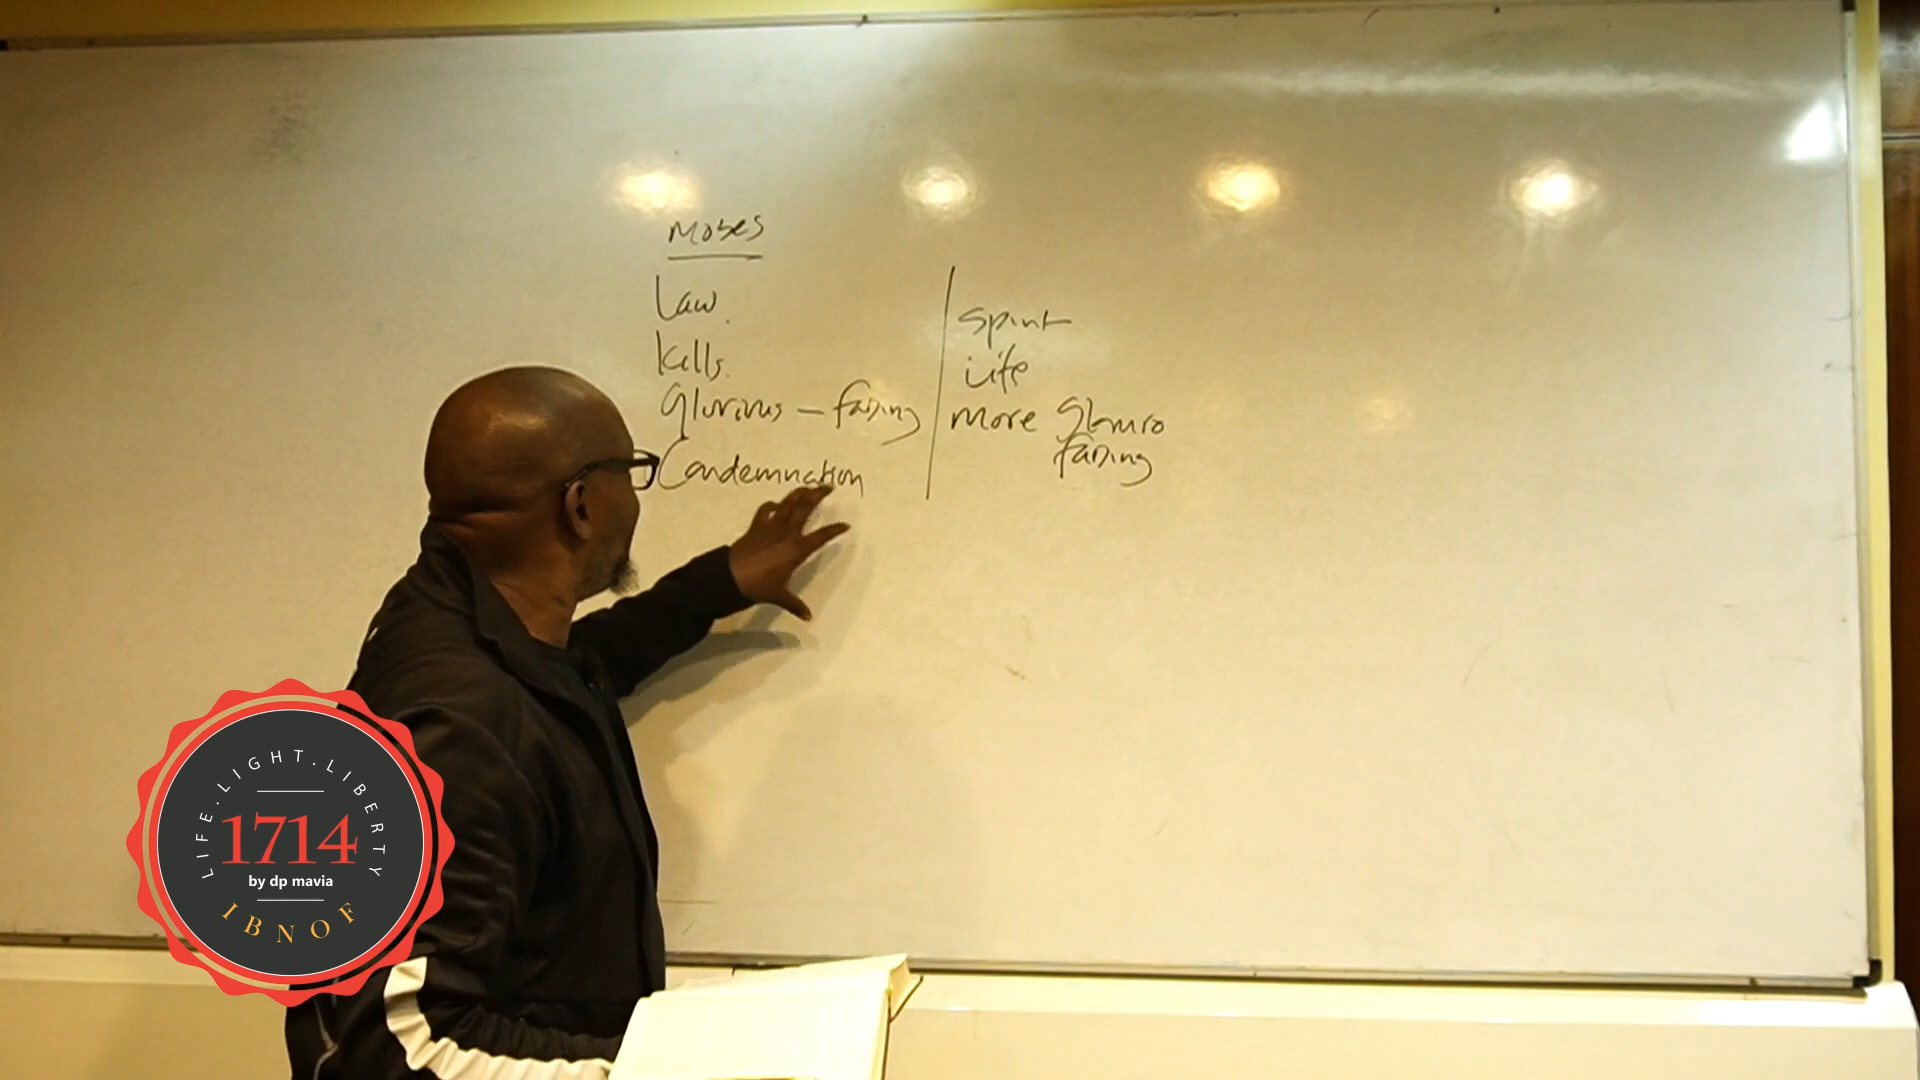 Moses
Law.
kills.
Glorious - fading
Condemnation
Spirit
life
more Glorio
fading
LIFE.LIGHT.LIBERTY
1714
by dp mavia
IBNOF